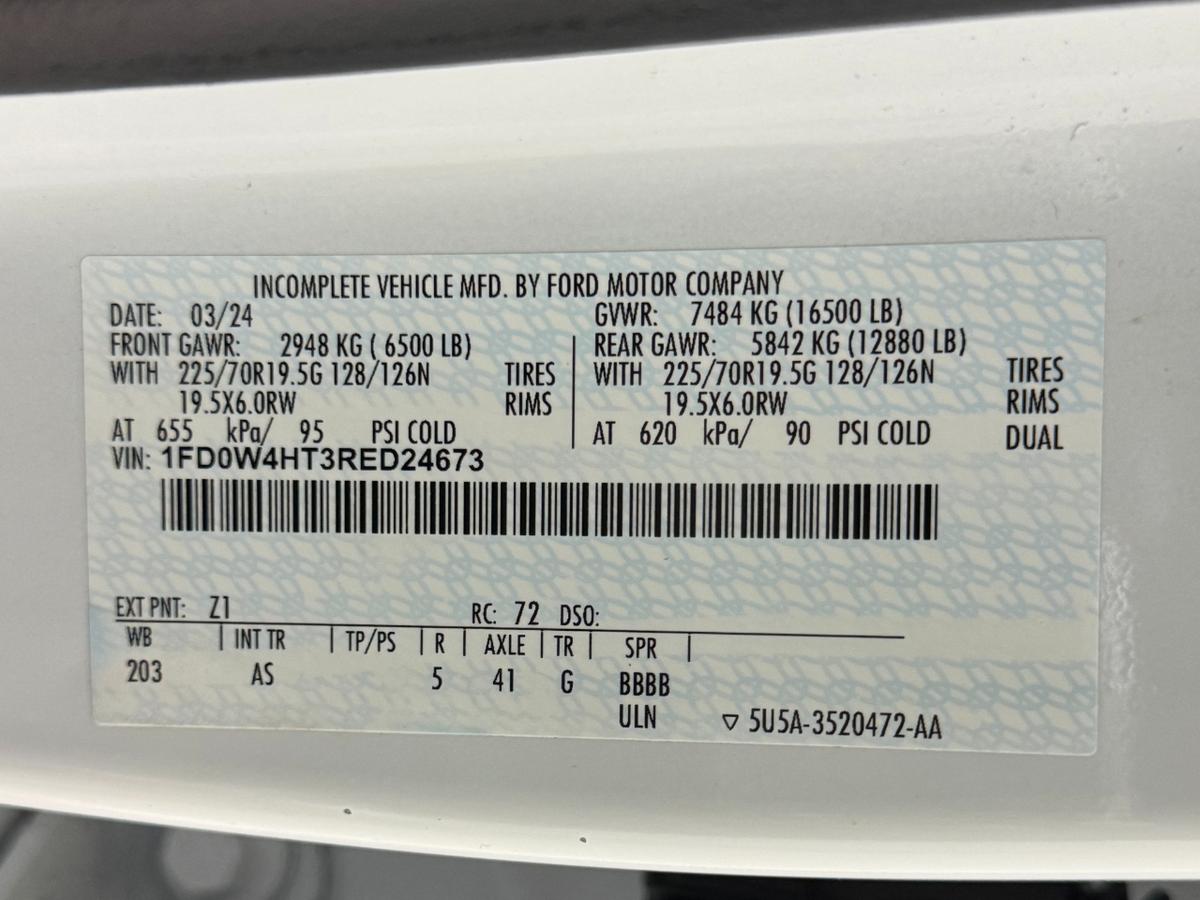 INCOMPLETE VEHICLE MFD. BY FORD MOTOR COMPANY
DATE: 03/24 GVWR: 7484 KG (16500 LB)
FRONT GAWR: 2948 KG ( 6500 LB) REAR GAWR: 5842 KG (12880 LB)
WITH 225/70R19.5G 128/126N TIRES WITH 225/70R19.5G 128/126N TIRES
19.5X6.0RW RIMS 19.5X6.0RW RIMS
AT 655 kPa/ 95 PSI COLD AT 620 kPa/ 90 PSI COLD DUAL
VIN: 1FD0W4HT3RED24673
EXT PNT: Z1 RC: 72 DSO:
WB | INT TR | TP/PS | R | AXLE | TR | SPR |
203 AS 5 41 G BBBB
ULN ▽ 5U5A-3520472-AA